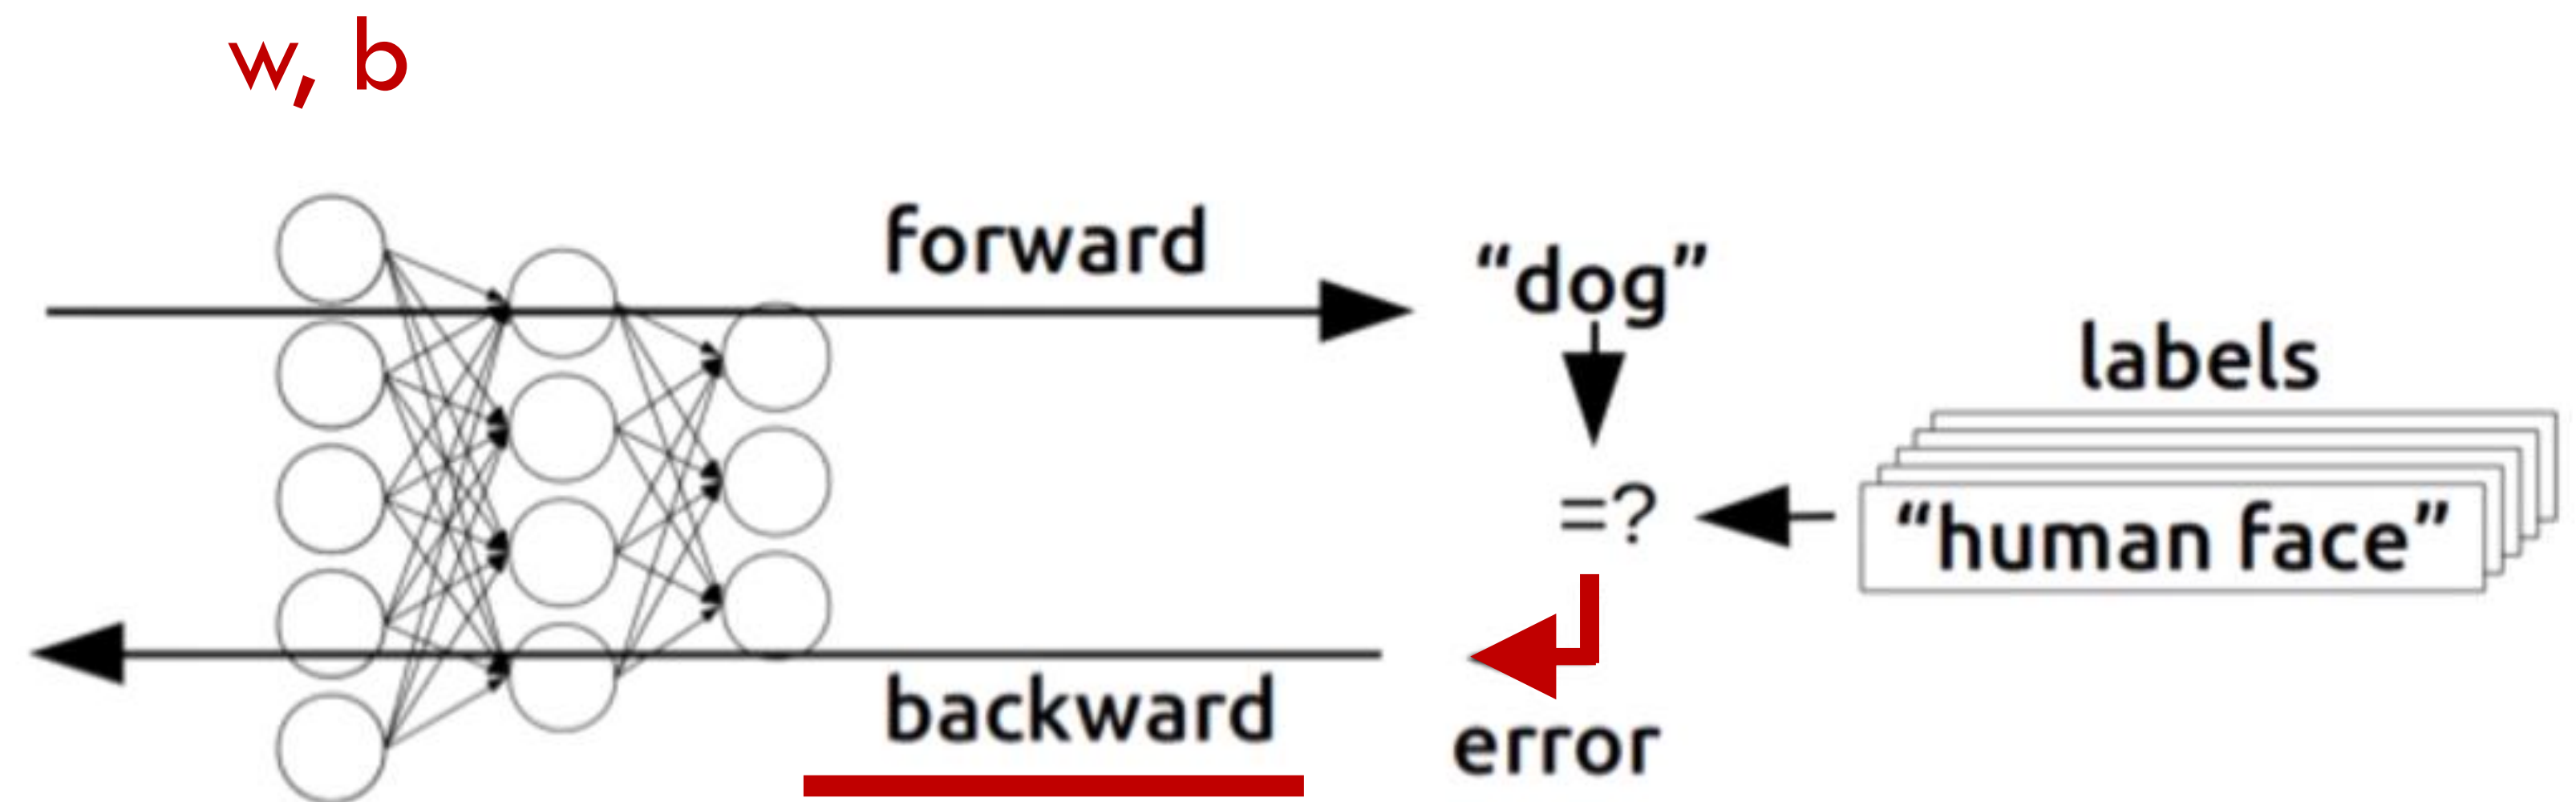 w, b
forward
“dog”
labels
=?
“human face”
backward
error